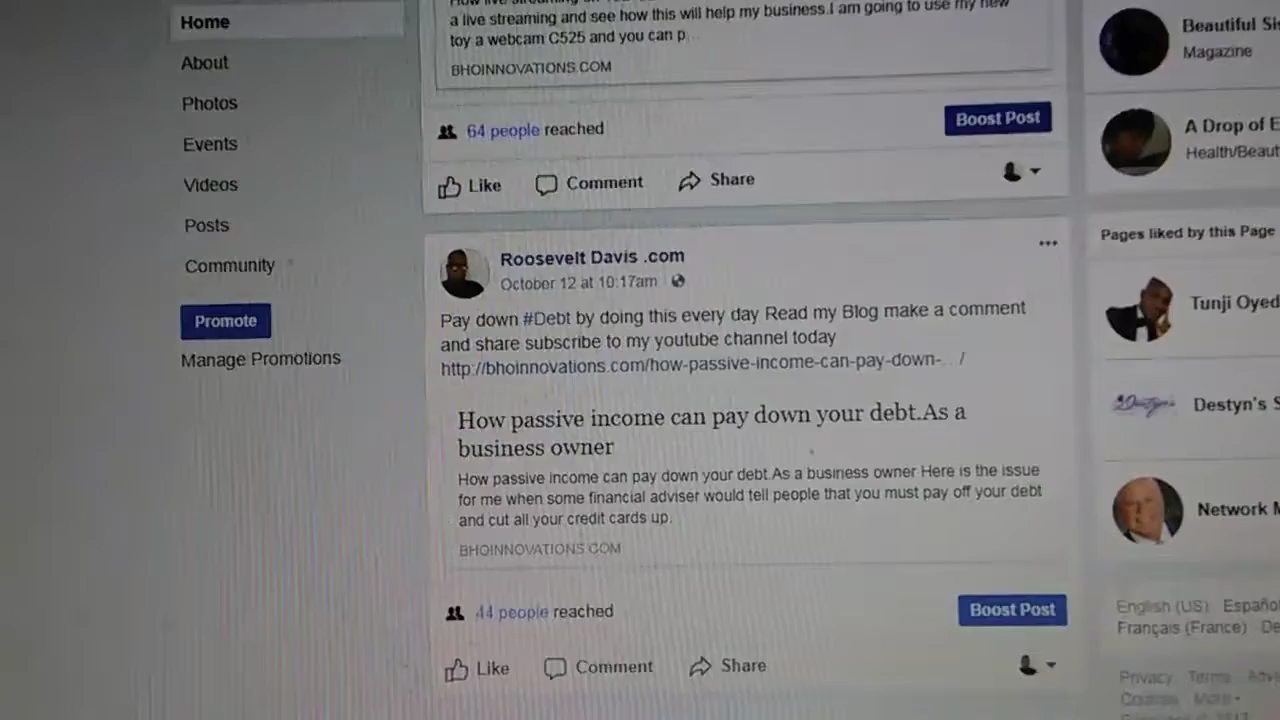 Home
About
Photos
Events
Videos
Posts
Community
Promote
Manage Promotions
a live streaming and see how this will help my business.I am going to use my new
toy a webcam C525 and you can p...
BHOINNOVATIONS.COM
64 people reached
Boost Post
Like Comment Share
Roosevelt Davis .com
October 12 at 10:17am
Pay down #Debt by doing this every day Read my Blog make a comment
and share subscribe to my youtube channel today
http://bhoinnovations.com/how-passive-income-can-pay-down-... /
How passive income can pay down your debt.As a
business owner
How passive income can pay down your debt.As a business owner Here is the issue
for me when some financial adviser would tell people that you must pay off your debt
and cut all your credit cards up.
BHOINNOVATIONS.COM
44 people reached
Boost Post
Like Comment Share
Beautiful
Magazine
A Drop of
Health/Beaut
Pages liked by this Page
Tunji Oyed
Destyn's S
Network
English (US) Españo
Français (France) De
Privacy Terms
Cookies More